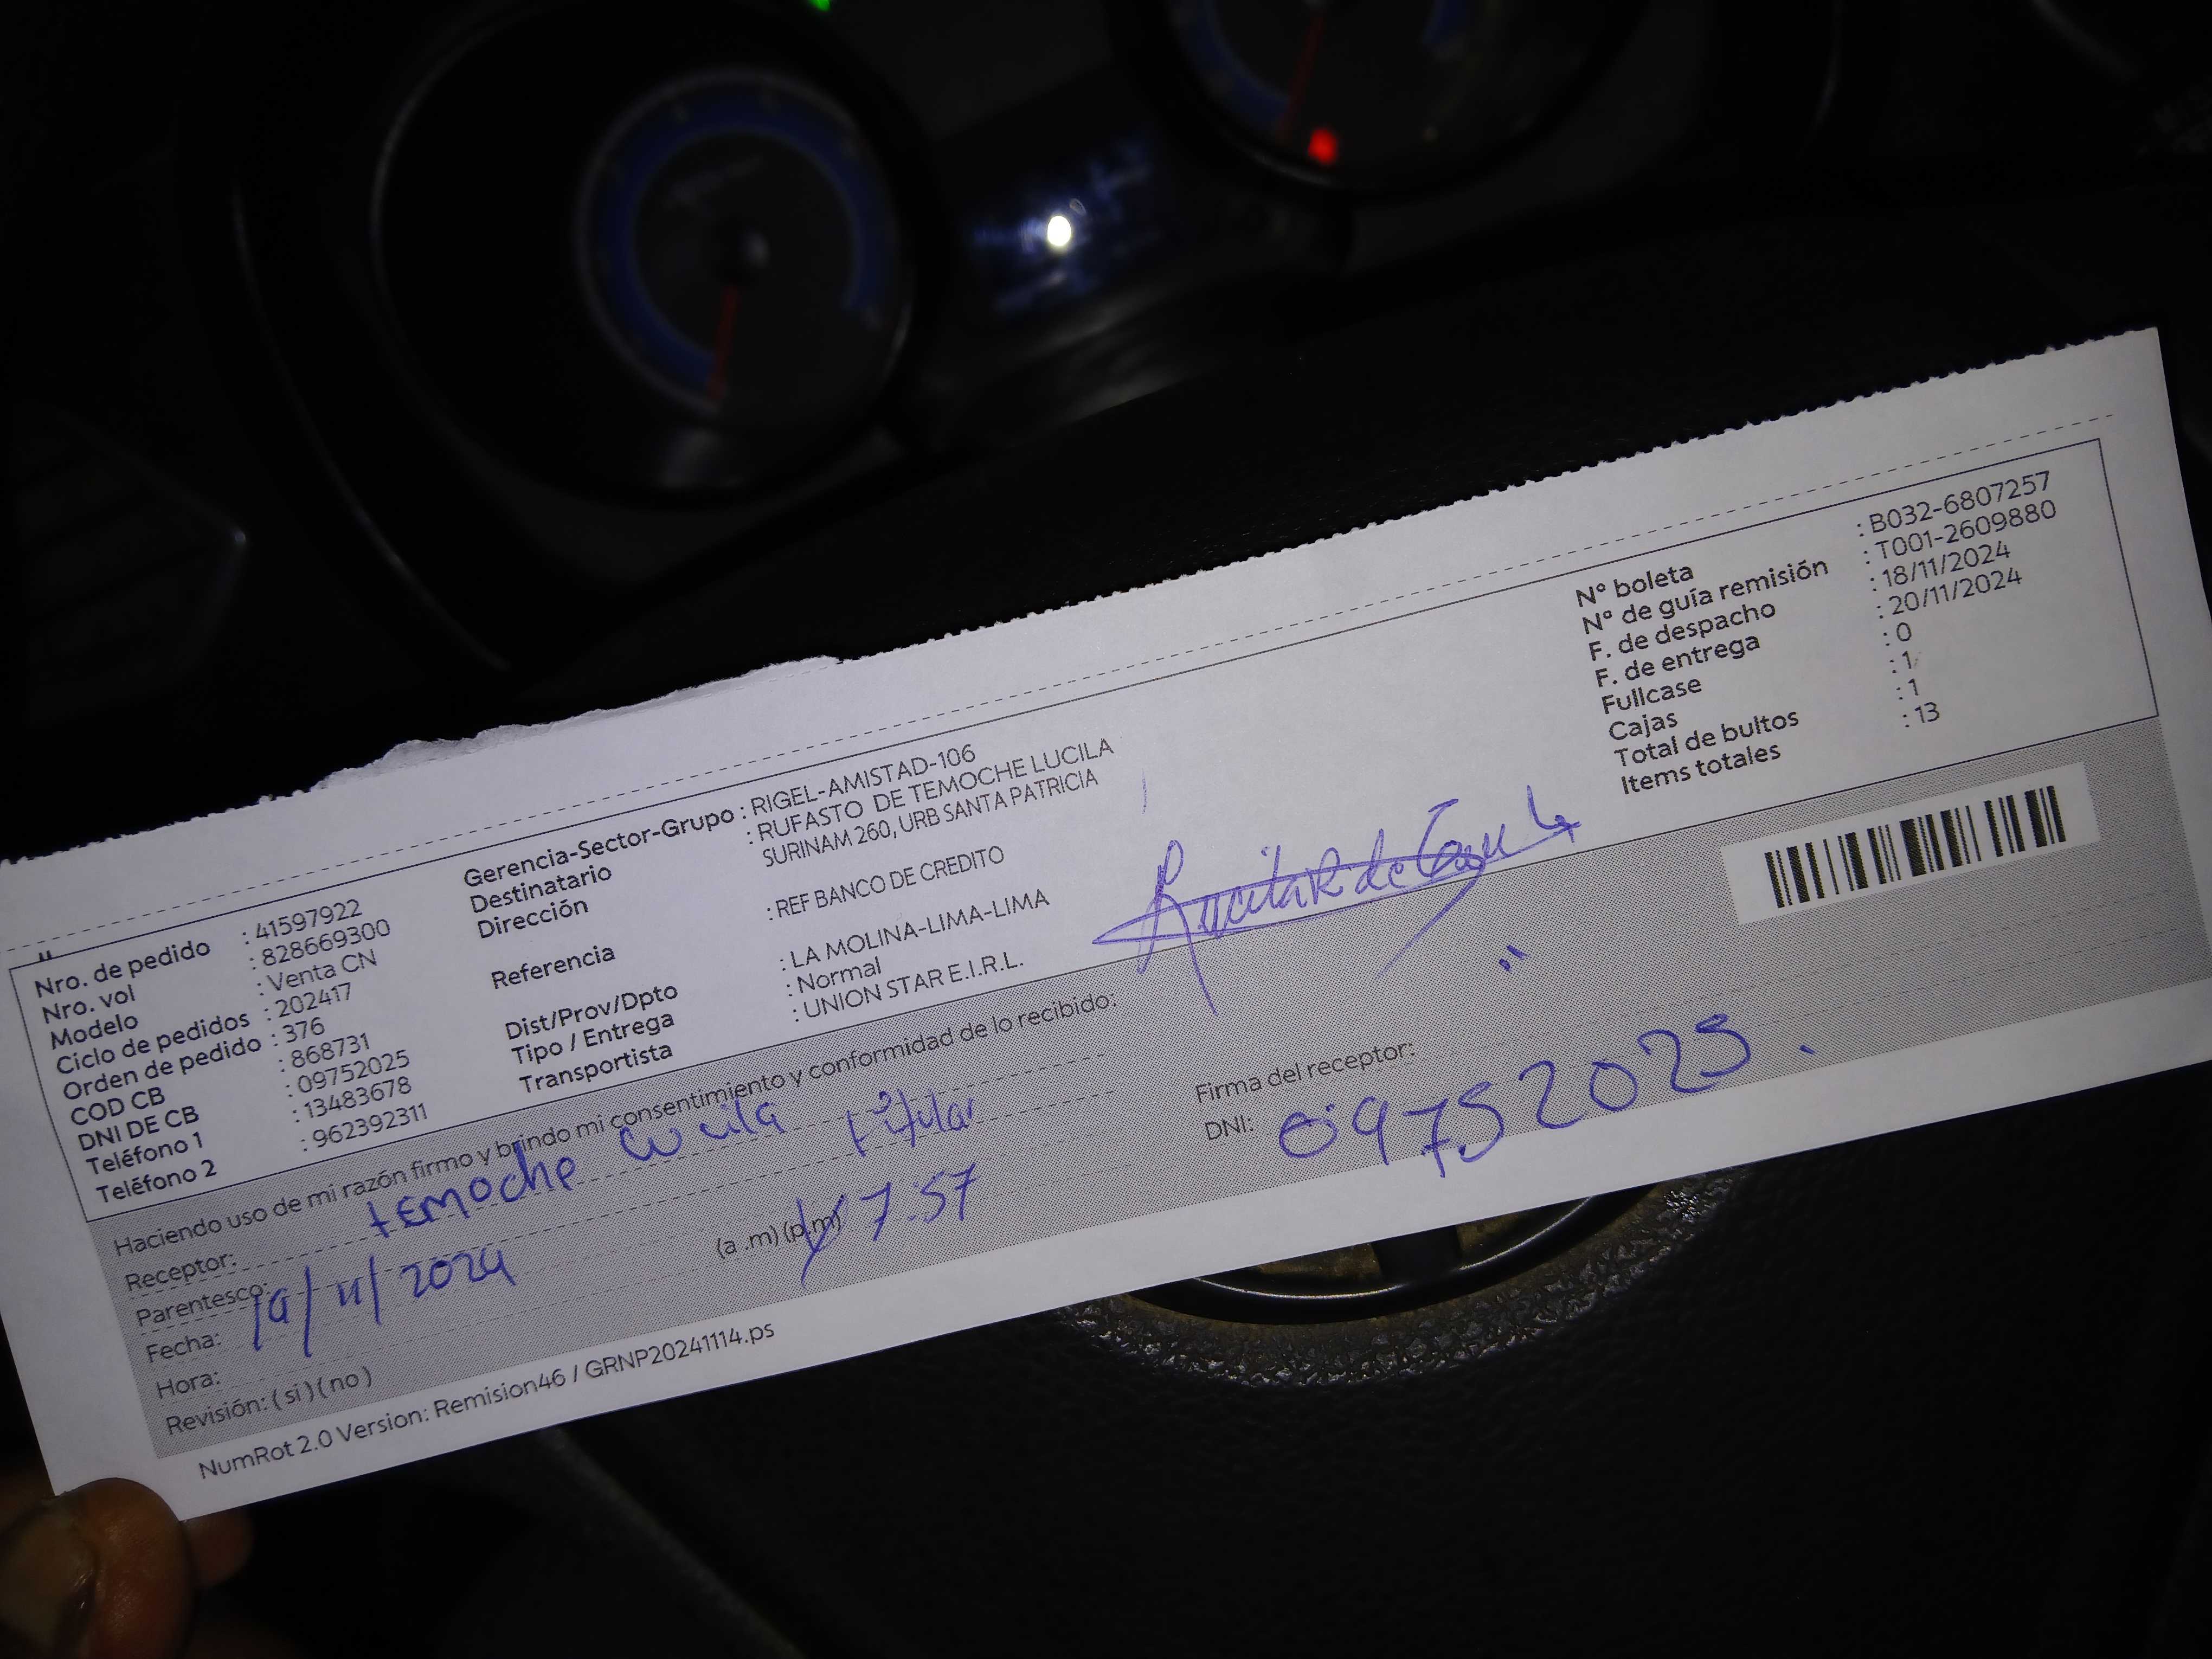 Nro. de pedido : 41597922
Nro. vol : 828669300
Modelo : Venta CN
Ciclo de pedidos : 202417
Orden de pedido : 376
COD CB : 868731
DNI DE CB : 09752025
Teléfono 1 : 13483678
Teléfono 2 : 962392311
Gerencia-Sector-Grupo : RIGEL-AMISTAD-106
Destinatario : RUFASTO DE TEMOCHE LUCILA
Dirección SURINAM 260, URB SANTA PATRICIA
Referencia : REF BANCO DE CREDITO
Dist/Prov/Dpto : LA MOLINA-LIMA-LIMA
Tipo / Entrega : Normal
Transportista : UNION STAR E.I.R.L.
N° boleta : B032-6807257
N° de guía remisión : T001-2609880
F. de despacho : 18/11/2024
F. de entrega : 20/11/2024
Fullcase : 0
Cajas : 1
Total de bultos : 1
Items totales : 13
Haciendo uso de mi razón firmo y brindo mi consentimiento y conformidad de lo recibido:
Receptor: temoche Lucila titular
Parentesco:
Fecha: 19/11/2024
Hora: (a .m) (p.m) 7:57
Revisión: ( si ) ( no )
Firma del receptor:
DNI: 09752025
NumRot 2.0 Version: Remision46 / GRNP20241114.ps